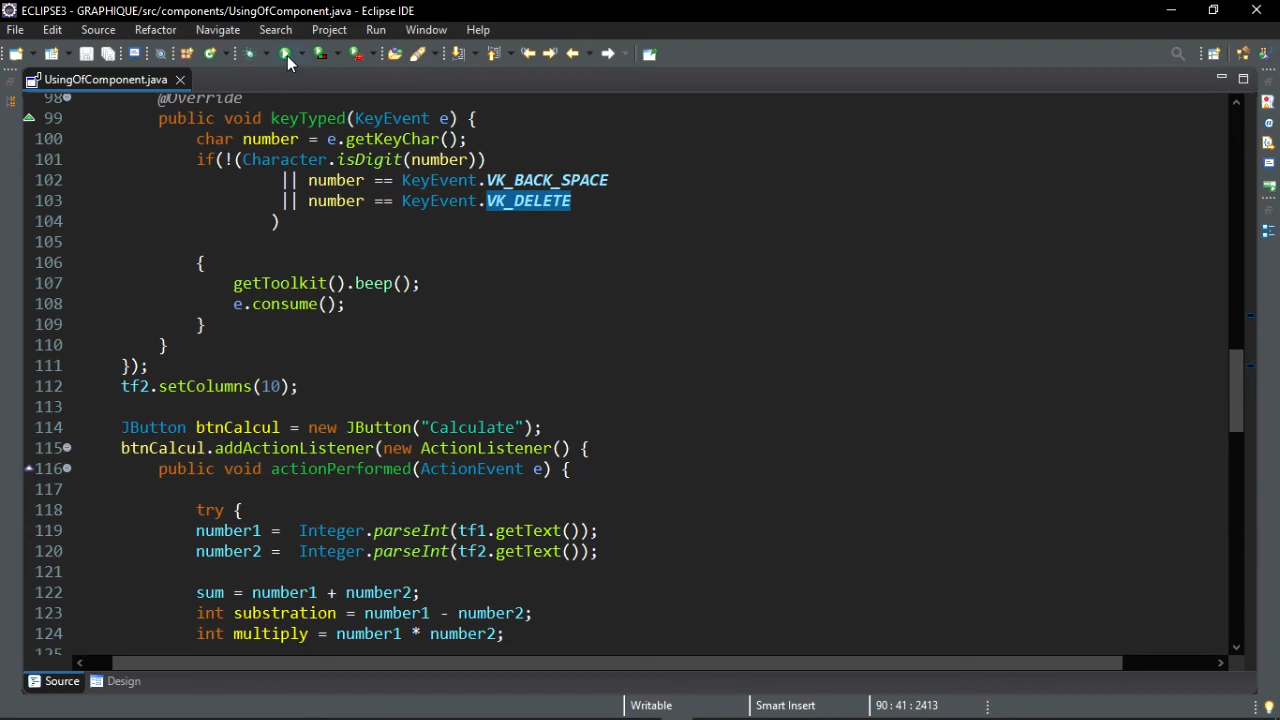 ECLIPSE3 - GRAPHIQUE/src/components/UsingOfComponent.java - Eclipse IDE
File Edit Source Refactor Navigate Search Project Run Window Help
UsingOfComponent.java
98 @Override
99 public void keyTyped(KeyEvent e) {
100 char number = e.getKeyChar();
101 if(!(Character.isDigit(number))
102 || number == KeyEvent.VK_BACK_SPACE
103 || number == KeyEvent.VK_DELETE
104 )
105
106 {
107 getToolkit().beep();
108 e.consume();
109 }
110 }
111 });
112 tf2.setColumns(10);
113
114 JButton btnCalcul = new JButton("Calculate");
115 btnCalcul.addActionListener(new ActionListener() {
116 public void actionPerformed(ActionEvent e) {
117
118 try {
119 number1 =  Integer.parseInt(tf1.getText());
120 number2 =  Integer.parseInt(tf2.getText());
121
122 sum = number1 + number2;
123 int substration = number1 - number2;
124 int multiply = number1 * number2;
125
Source Design
Writable Smart Insert 90 : 41 : 2413